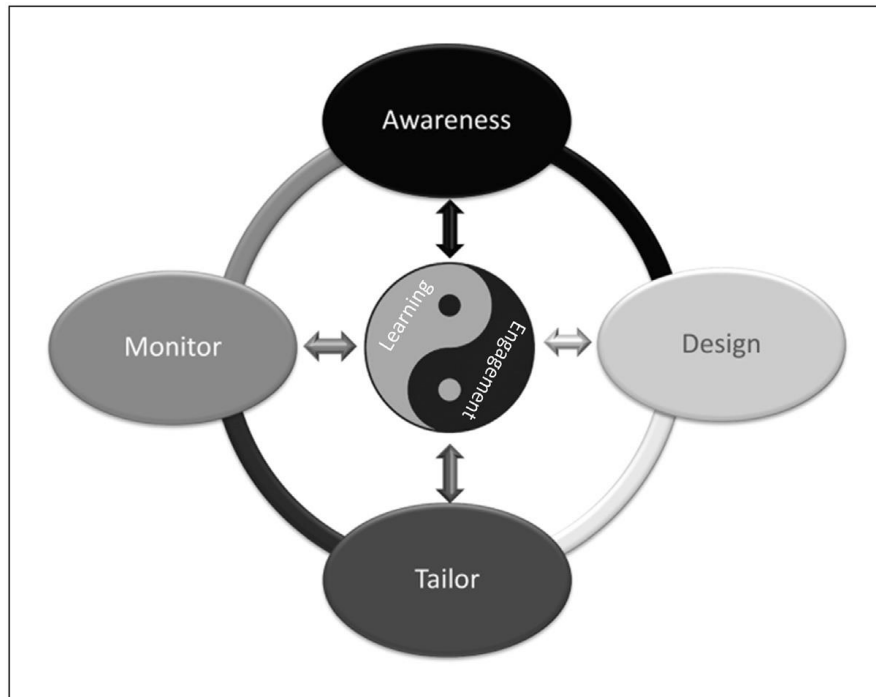 Awareness
Monitor
Learning
Engagement
Design
Tailor